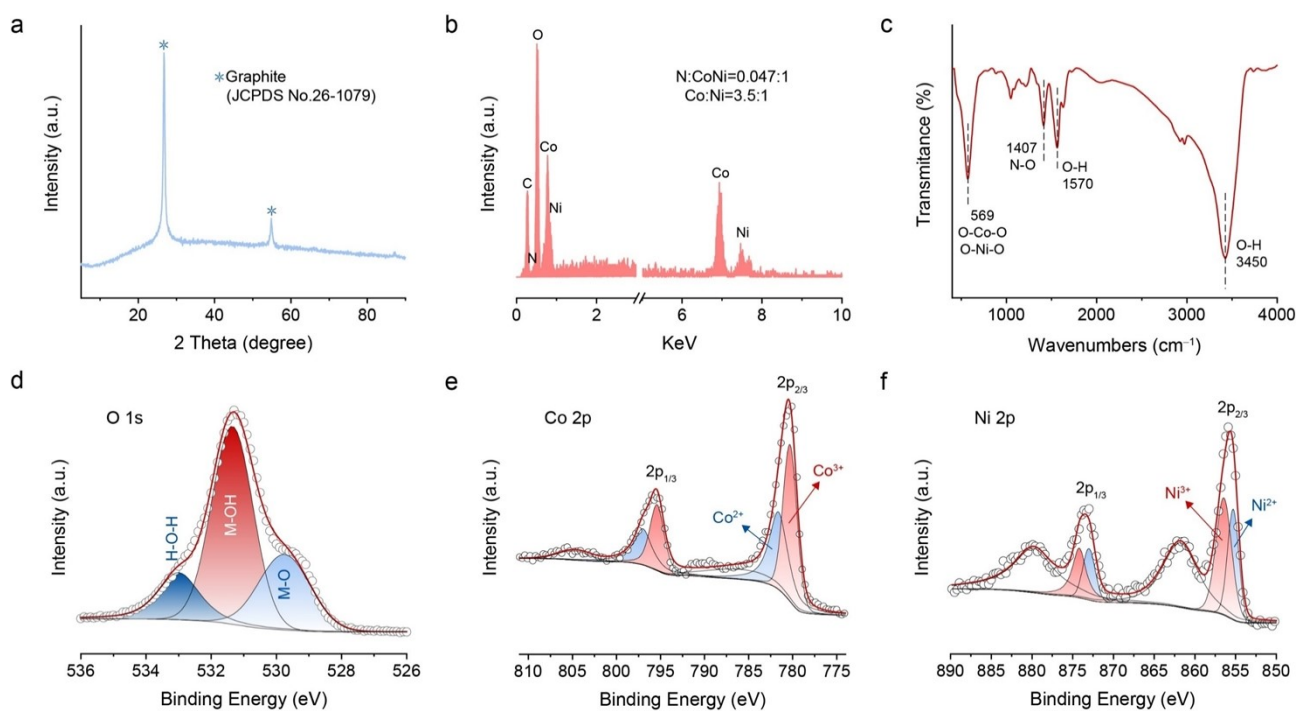 a
Intensity (a.u.)
*
*
*Graphite
(JCPDS No.26-1079)
20 40 60 80
2 Theta (degree)
b
Intensity (a.u.)
O
Co
C
Ni
N
N:CoNi=0.047:1
Co:Ni=3.5:1
Co
Ni
0 2 4 6 8 10
KeV
c
Transmitance (%)
569
O-Co-O
O-Ni-O
1407
N-O
O-H
1570
O-H
3450
1000 2000 3000 4000
Wavenumbers (cm⁻¹)
d
Intensity (a.u.)
O 1s
H-O-H
M-OH
M-O
536 534 532 530 528 526
Binding Energy (eV)
e
Intensity (a.u.)
Co 2p
2p1/3
2p2/3
Co2+
Co3+
810 805 800 795 790 785 780 775
Binding Energy (eV)
f
Intensity (a.u.)
Ni 2p
2p1/3
2p2/3
Ni3+
Ni2+
890 885 880 875 870 865 860 855 850
Binding Energy (eV)